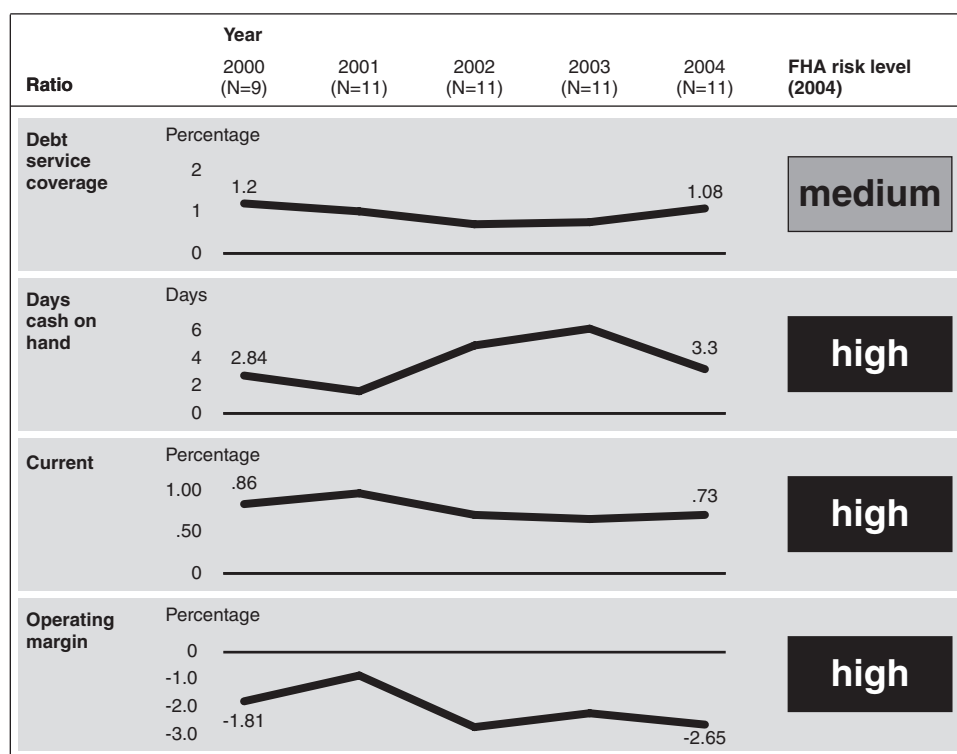 Year
Ratio
2000
(N=9)
2001
(N=11)
2002
(N=11)
2003
(N=11)
2004
(N=11)
FHA risk level
(2004)
Debt
service
coverage
Percentage
2
1
0
1.2
1.08
medium
Days
cash on
hand
Days
6
4
2
0
2.84
3.3
high
Current
Percentage
1.00
.50
0
.86
.73
high
Operating
margin
Percentage
0
-1.0
-2.0
-3.0
-1.81
-2.65
high